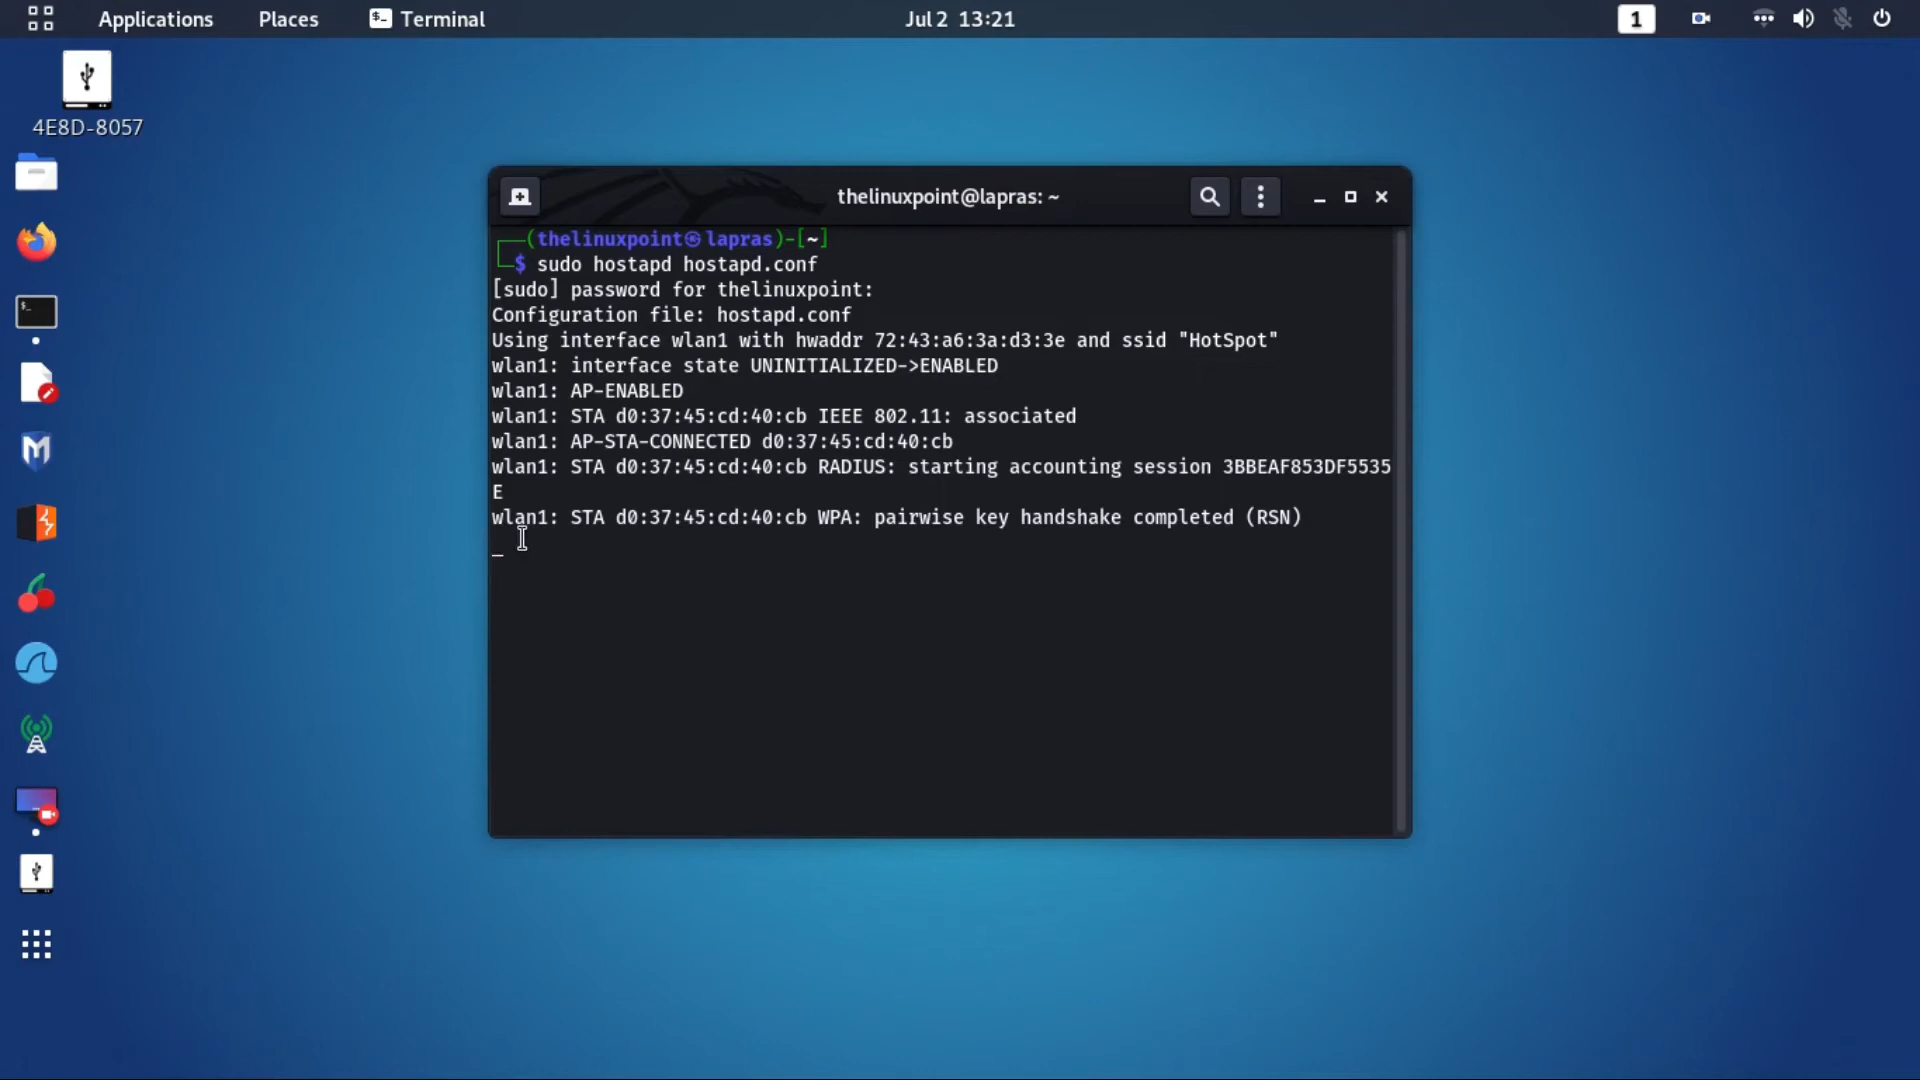 Applications Places Terminal Jul 2 13:21 1
4E8D-8057
thelinuxpoint@lapras: ~
┌──(thelinuxpoint㉿lapras)-[~]
└─$ sudo hostapd hostapd.conf
[sudo] password for thelinuxpoint:
Configuration file: hostapd.conf
Using interface wlan1 with hwaddr 72:43:a6:3a:d3:3e and ssid "HotSpot"
wlan1: interface state UNINITIALIZED->ENABLED
wlan1: AP-ENABLED
wlan1: STA d0:37:45:cd:40:cb IEEE 802.11: associated
wlan1: AP-STA-CONNECTED d0:37:45:cd:40:cb
wlan1: STA d0:37:45:cd:40:cb RADIUS: starting accounting session 3BBEAF853DF5535
E
wlan1: STA d0:37:45:cd:40:cb WPA: pairwise key handshake completed (RSN)